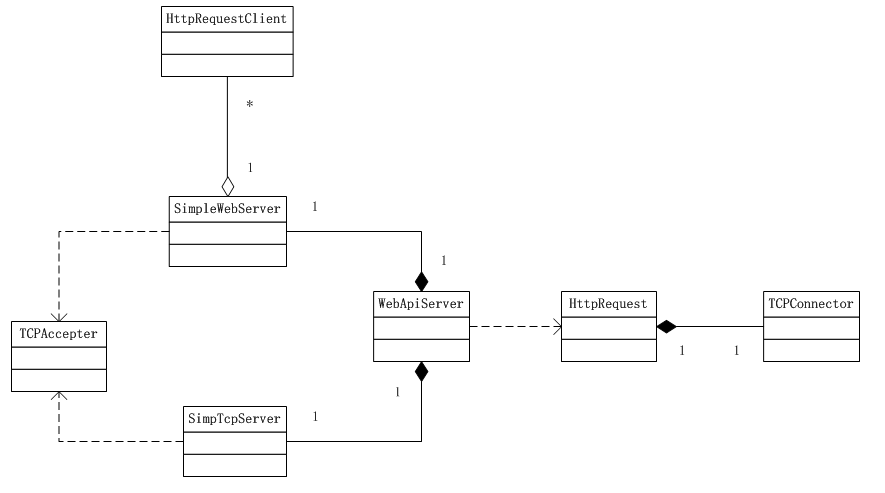 HttpRequestClient
*
1
SimpleWebServer
1
1
WebApiServer
HttpRequest
TCPConnector
TCPAccepter
1
1
1
SimpTcpServer
1